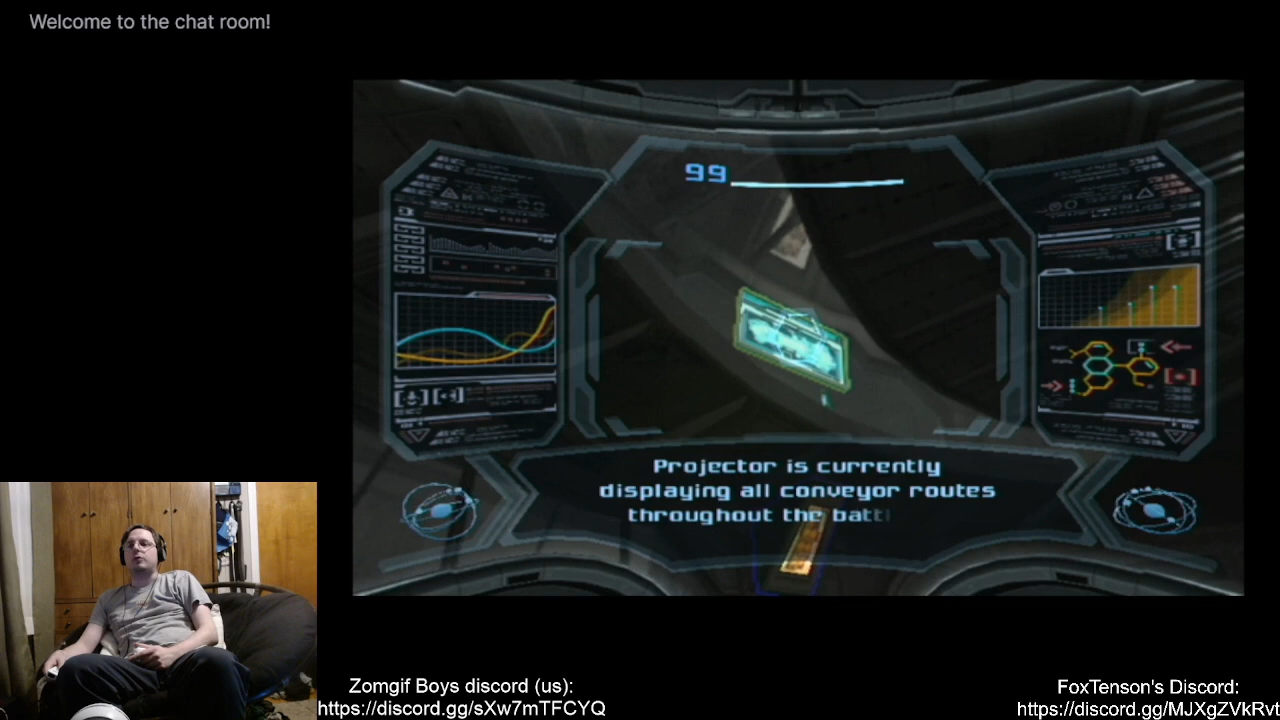 Welcome to the chat room!
99
Projector is currently
displaying all conveyor routes
throughout the batt
Zomgif Boys discord (us):
https://discord.gg/sXw7mTFCYQ
FoxTenson's Discord:
https://discord.gg/MJXgZVkRvt